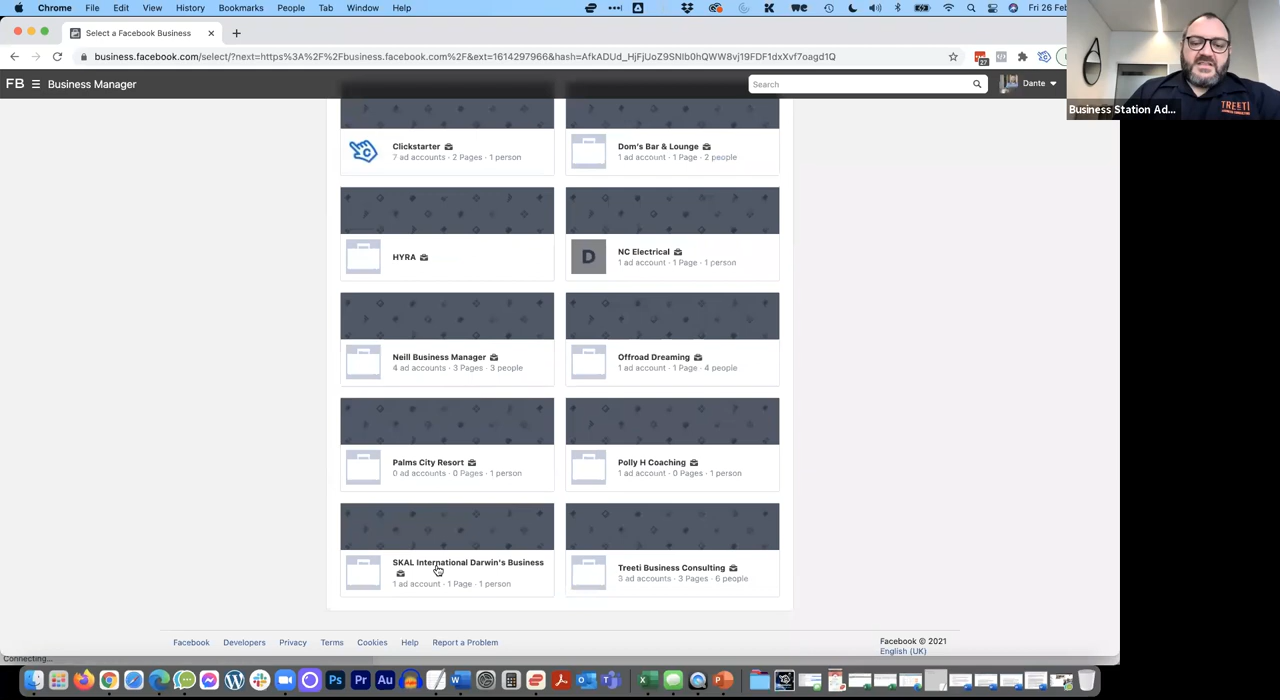 Chrome File Edit View History Bookmarks People Tab Window Help
Fri 26 Feb
Select a Facebook Business
business.facebook.com/select/?next=https%3A%2F%2Fbusiness.facebook.com%2F&ext=1614297966&hash=AfkADUd_HjFjUoZ9SNIb0hQWW8vj19FDF1dxXvf7oagd1Q
27
FB Business Manager
Search
Dante
TREETI
Business Station Ad...
Clickstarter
7 ad accounts · 2 Pages · 1 person
Dom's Bar & Lounge
1 ad account · 1 Page · 2 people
HYRA
D
NC Electrical
1 ad account · 1 Page · 1 person
Neill Business Manager
4 ad accounts · 3 Pages · 3 people
Offroad Dreaming
1 ad account · 1 Page · 4 people
Palms City Resort
0 ad accounts · 0 Pages · 1 person
Polly H Coaching
1 ad account · 0 Pages · 1 person
SKAL International Darwin's Business
1 ad account · 1 Page · 1 person
Treeti Business Consulting
3 ad accounts · 3 Pages · 6 people
Facebook Developers Privacy Terms Cookies Help Report a Problem
Facebook © 2021
English (UK)
Connecting...
Ps Pr Au